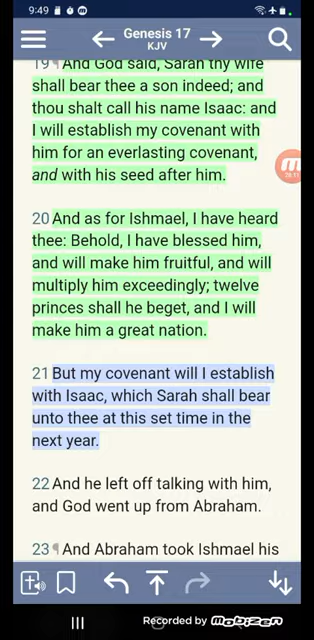 9:49
Genesis 17
KJV
19 ¶ And God said, Sarah thy wife
shall bear thee a son indeed; and
thou shalt call his name Isaac: and
I will establish my covenant with
him for an everlasting covenant,
and with his seed after him.
20 And as for Ishmael, I have heard
thee: Behold, I have blessed him,
and will make him fruitful, and will
multiply him exceedingly; twelve
princes shall he beget, and I will
make him a great nation.
21 But my covenant will I establish
with Isaac, which Sarah shall bear
unto thee at this set time in the
next year.
22 And he left off talking with him,
and God went up from Abraham.
23 ¶ And Abraham took Ishmael his
Recorded by mobizen